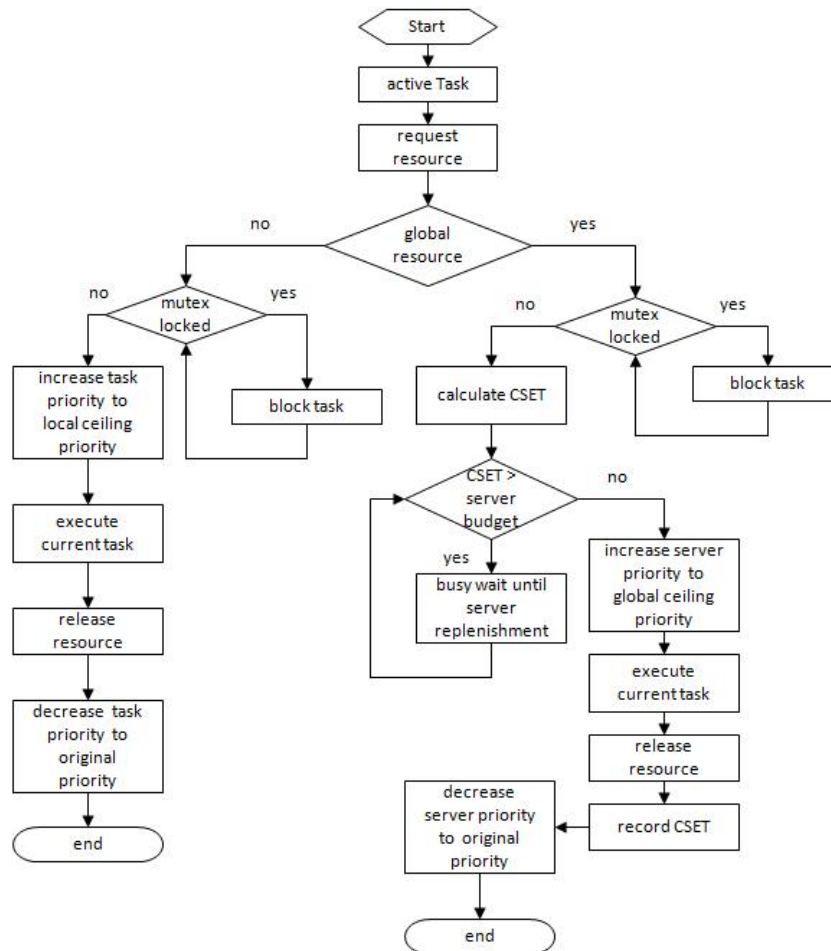 Start
active Task
request
resource
no
global
resource
yes
no
mutex
locked
yes
no
mutex
locked
yes
increase task
priority to
local ceiling
priority
block task
calculate CSET
block task
CSET >
server
budget
no
execute
current task
yes
busy wait until
server
replenishment
increase server
priority to
global ceiling
priority
release
resource
execute
current task
decrease task
priority to
original
priority
release
resource
decrease
server priority
to original
priority
record CSET
end
end